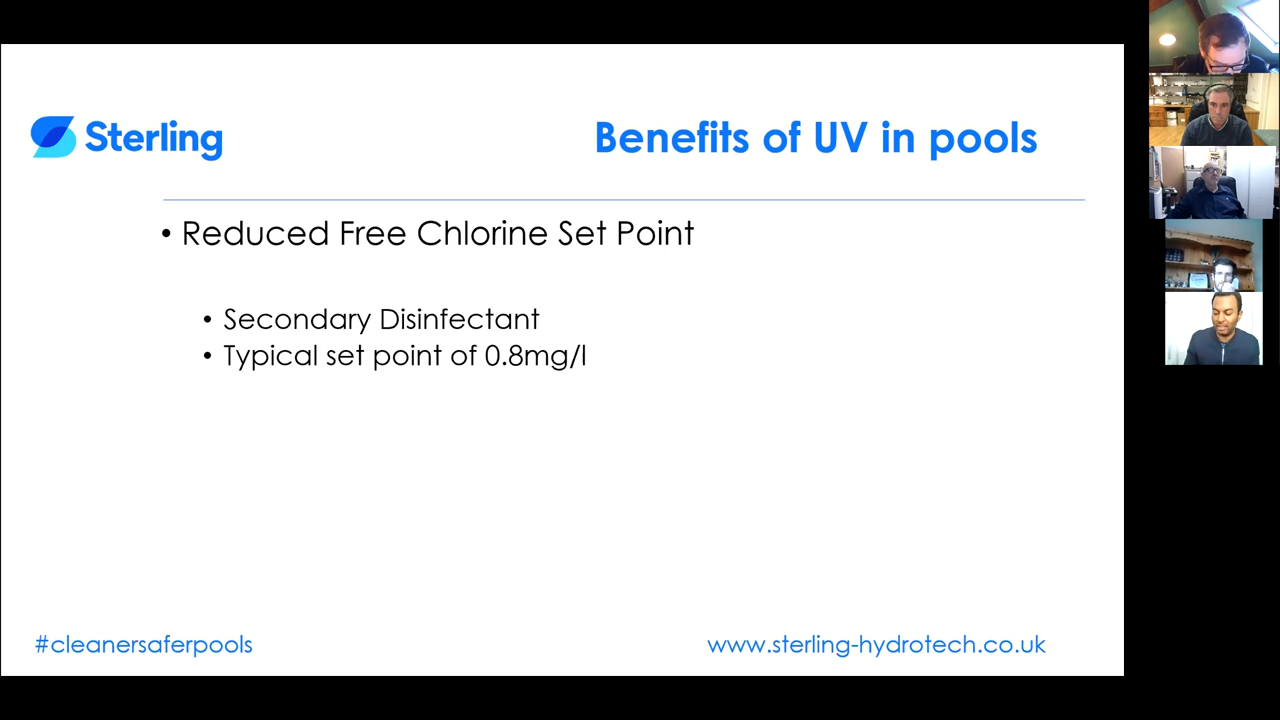 Sterling
Benefits of UV in pools
• Reduced Free Chlorine Set Point
• Secondary Disinfectant
• Typical set point of 0.8mg/l
#cleanersaferpools
www.sterling-hydrotech.co.uk